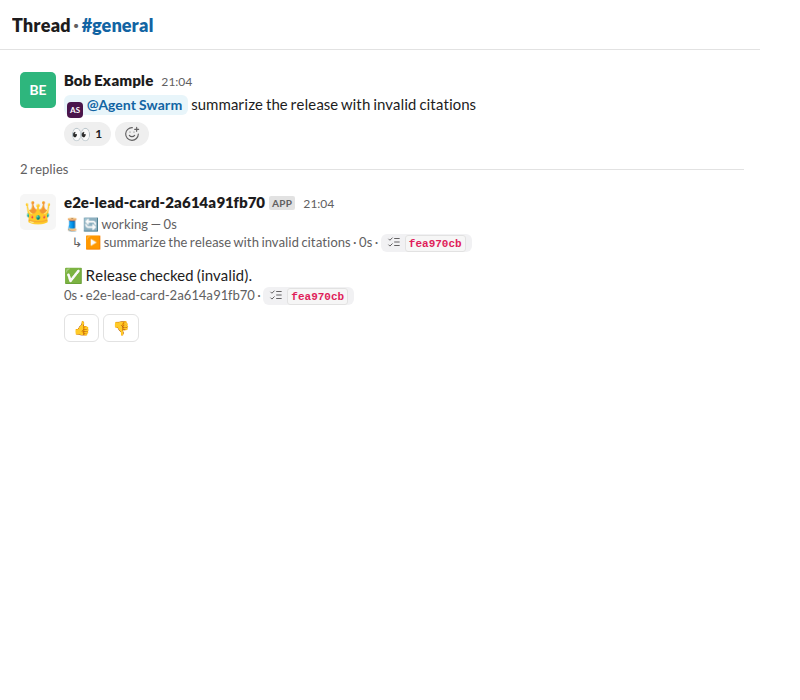 Thread • #general
BE
Bob Example 21:04
AS @Agent Swarm summarize the release with invalid citations
👀 1
2 replies
e2e-lead-card-2a614a91fb70 APP 21:04
🧵 🔄 working — 0s
↳ ▶️ summarize the release with invalid citations · 0s · fea970cb
✅ Release checked (invalid).
0s · e2e-lead-card-2a614a91fb70 · fea970cb
👍 👎